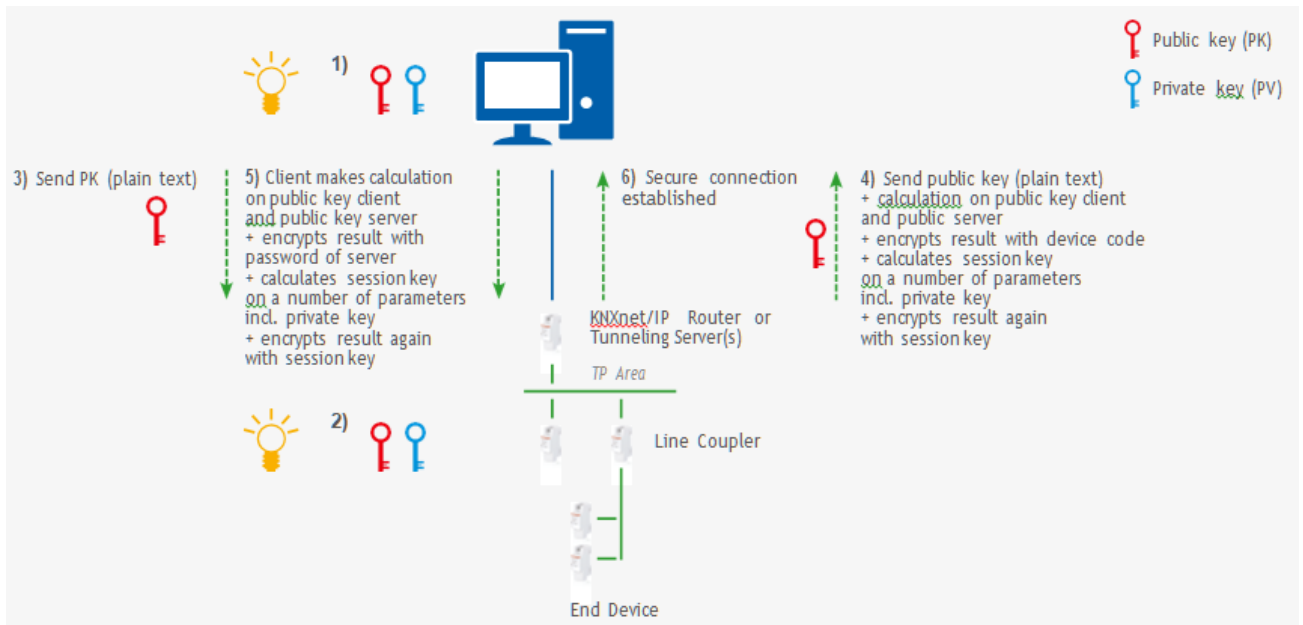 1)
Public key (PK)
Private key (PV)
3) Send PK (plain text)
5) Client makes calculation
on public key client
and public key server
+ encrypts result with
password of server
+ calculates session key
on a number of parameters
incl. private key
+ encrypts result again
with session key
6) Secure connection
established
4) Send public key (plain text)
+ calculation on public key client
and public server
+ encrypts result with device code
+ calculates session key
on a number of parameters
incl. private key
+ encrypts result again
with session key
KNXnet/IP Router or
Tunneling Server(s)
TP Area
2)
Line Coupler
End Device